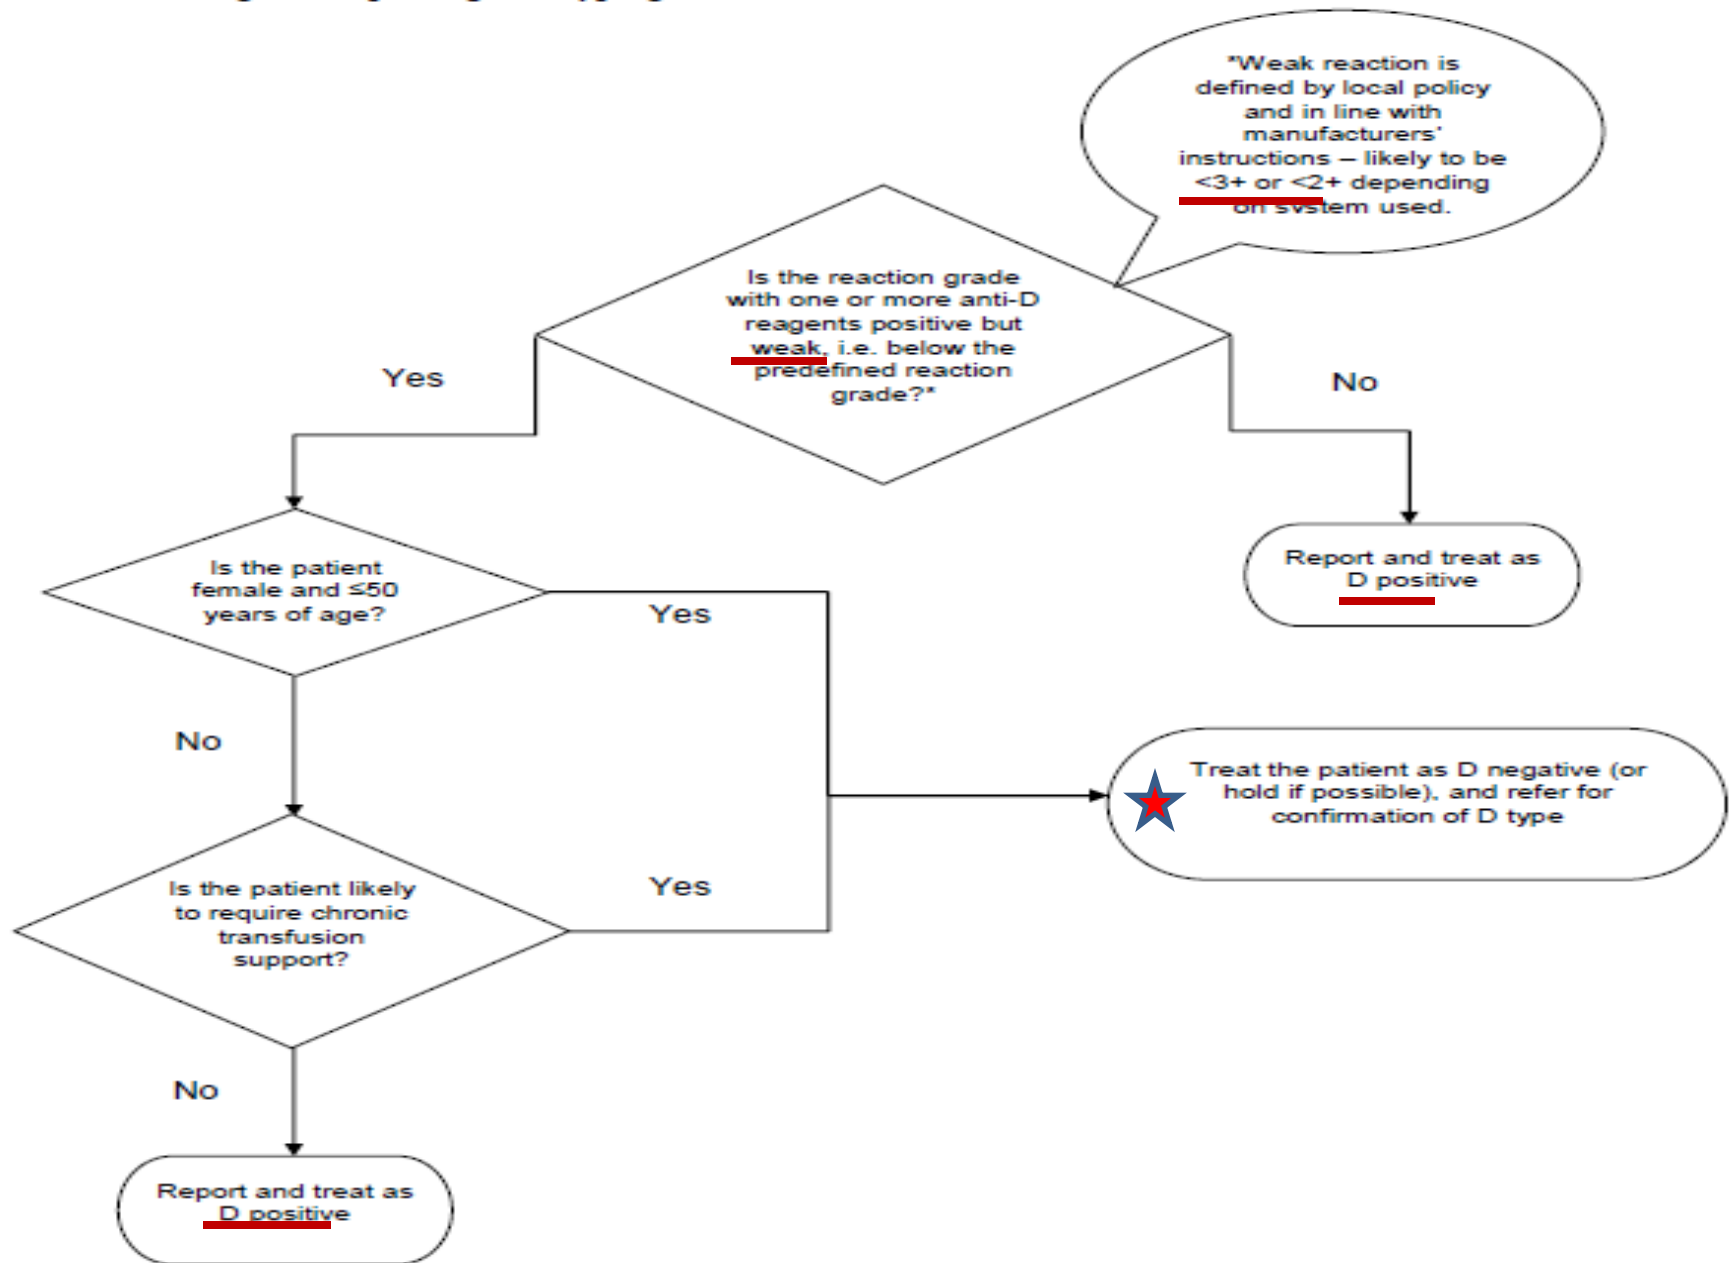 "Weak reaction is
defined by local policy
and in line with
manufacturers'
instructions – likely to be
<3+ or <2+ depending
on system used.
Is the reaction grade
with one or more anti-D
reagents positive but
weak, i.e. below the
predefined reaction
grade?*
Yes
No
Is the patient
female and ≤50
years of age?
Yes
Report and treat as
D positive
No
Treat the patient as D negative (or
hold if possible), and refer for
confirmation of D type
Is the patient likely
to require chronic
transfusion
support?
Yes
No
Report and treat as
D positive